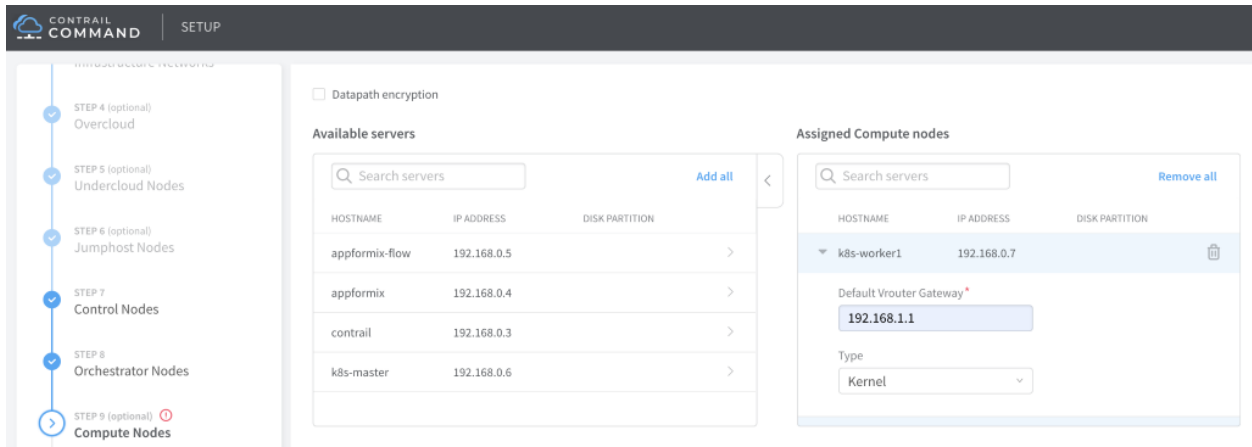 CONTRAIL
COMMAND
SETUP
Infrastructure Networks
STEP 4 (optional)
Overcloud
STEP 5 (optional)
Undercloud Nodes
STEP 6 (optional)
Jumphost Nodes
STEP 7
Control Nodes
STEP 8
Orchestrator Nodes
STEP 9 (optional)
Compute Nodes
Datapath encryption
Available servers
Search servers Add all
HOSTNAME IP ADDRESS DISK PARTITION
appformix-flow 192.168.0.5
appformix 192.168.0.4
contrail 192.168.0.3
k8s-master 192.168.0.6
Assigned Compute nodes
Search servers Remove all
HOSTNAME IP ADDRESS DISK PARTITION
k8s-worker1 192.168.0.7
Default Vrouter Gateway*
192.168.1.1
Type
Kernel